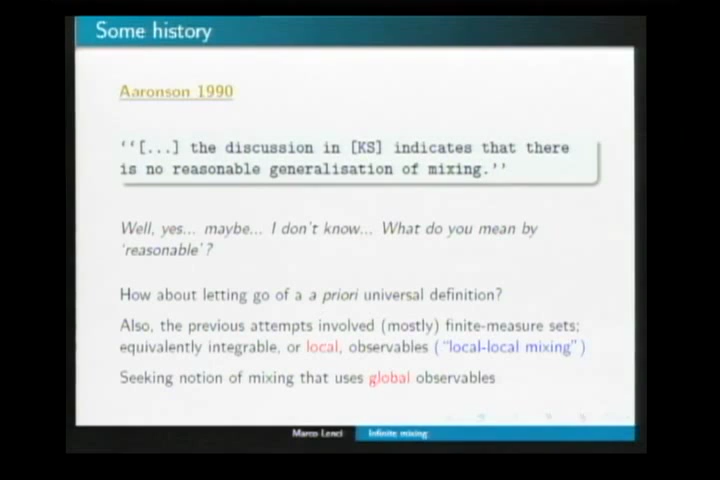 Some history
Aaronson 1990
‘‘[...] the discussion in [KS] indicates that there
is no reasonable generalisation of mixing.’’
Well, yes... maybe... I don't know... What do you mean by
‘reasonable’?
How about letting go of a a priori universal definition?
Also, the previous attempts involved (mostly) finite-measure sets;
equivalently integrable, or local, observables (“local-local mixing”)
Seeking notion of mixing that uses global observables
Marco Lenci Infinite mixing